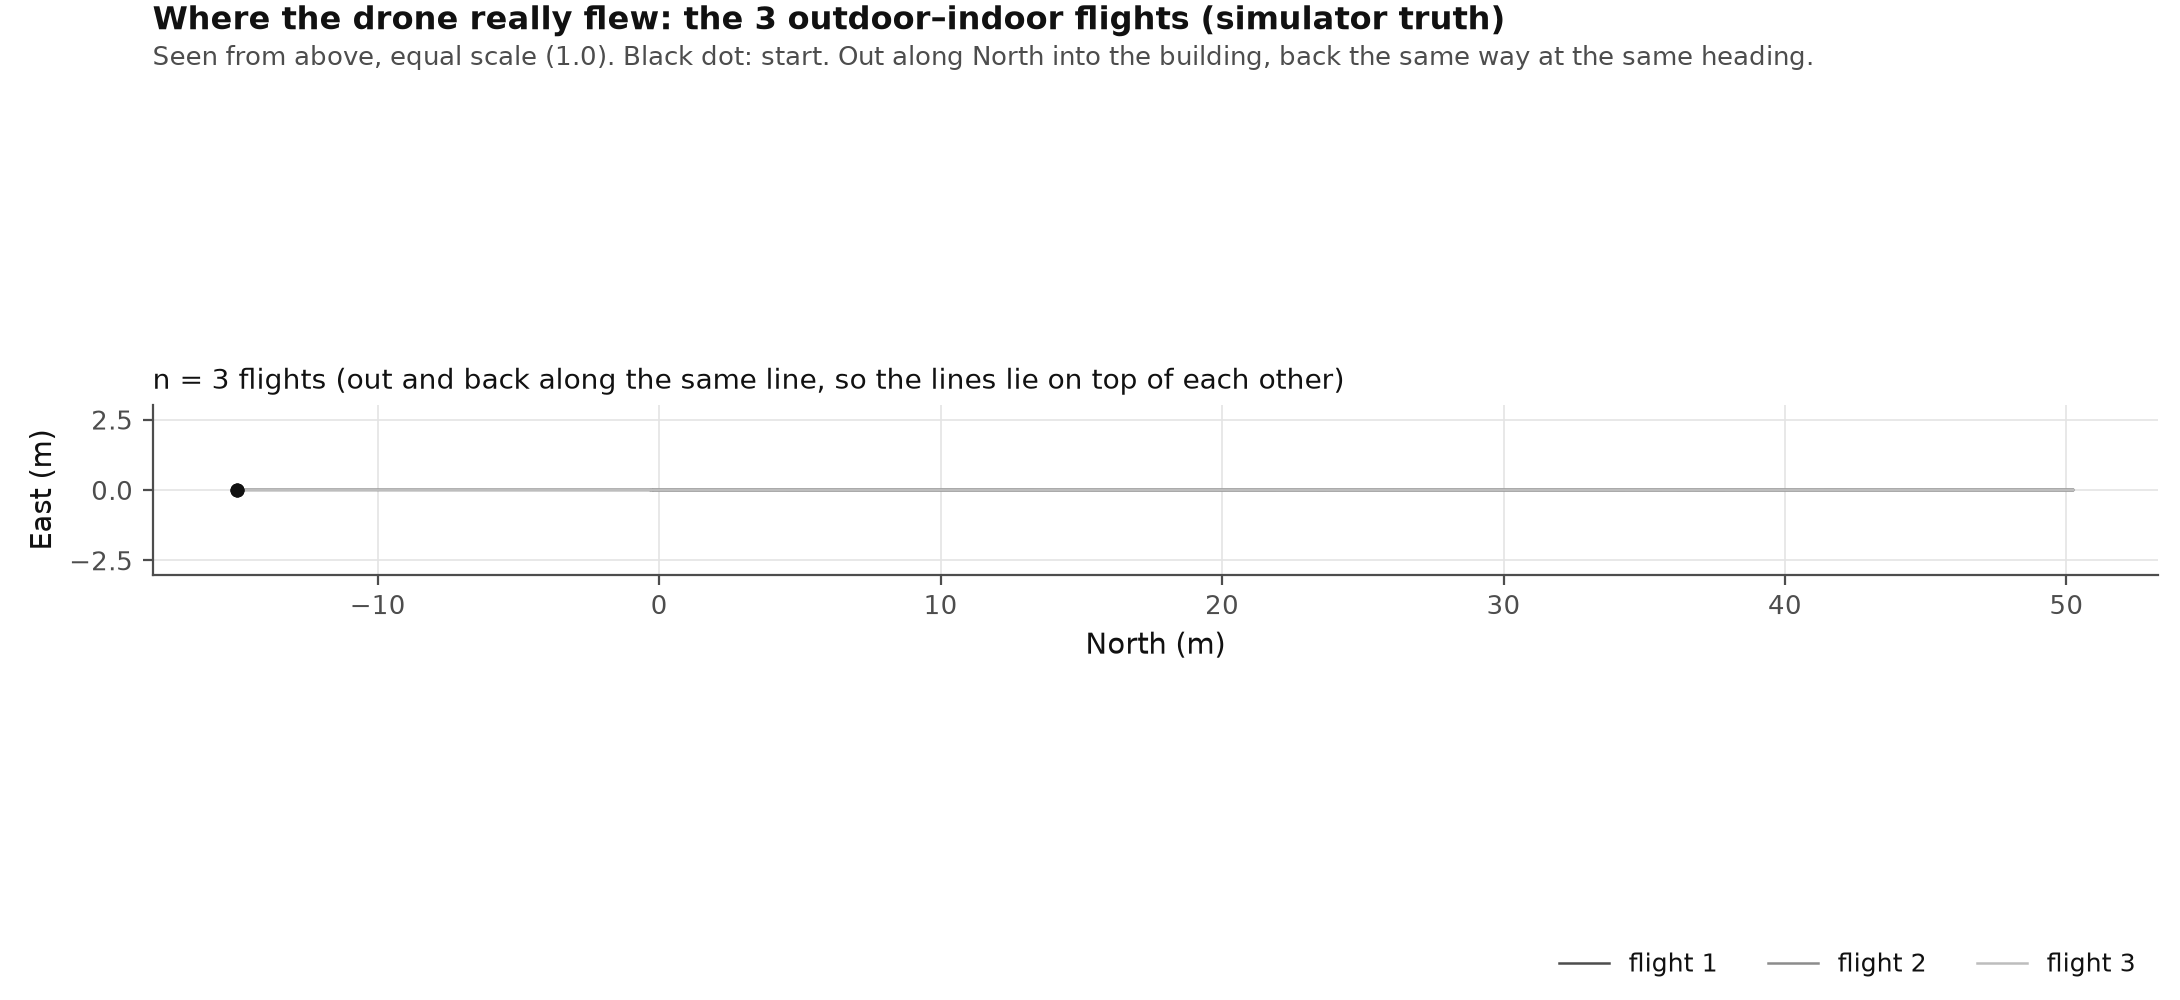 Where the drone really flew: the 3 outdoor–indoor flights (simulator truth)
Seen from above, equal scale (1.0). Black dot: start. Out along North into the building, back the same way at the same heading.
n = 3 flights (out and back along the same line, so the lines lie on top of each other)
East (m)
2.5
0.0
−2.5
−10
0
10
20
30
40
50
North (m)
flight 1
flight 2
flight 3